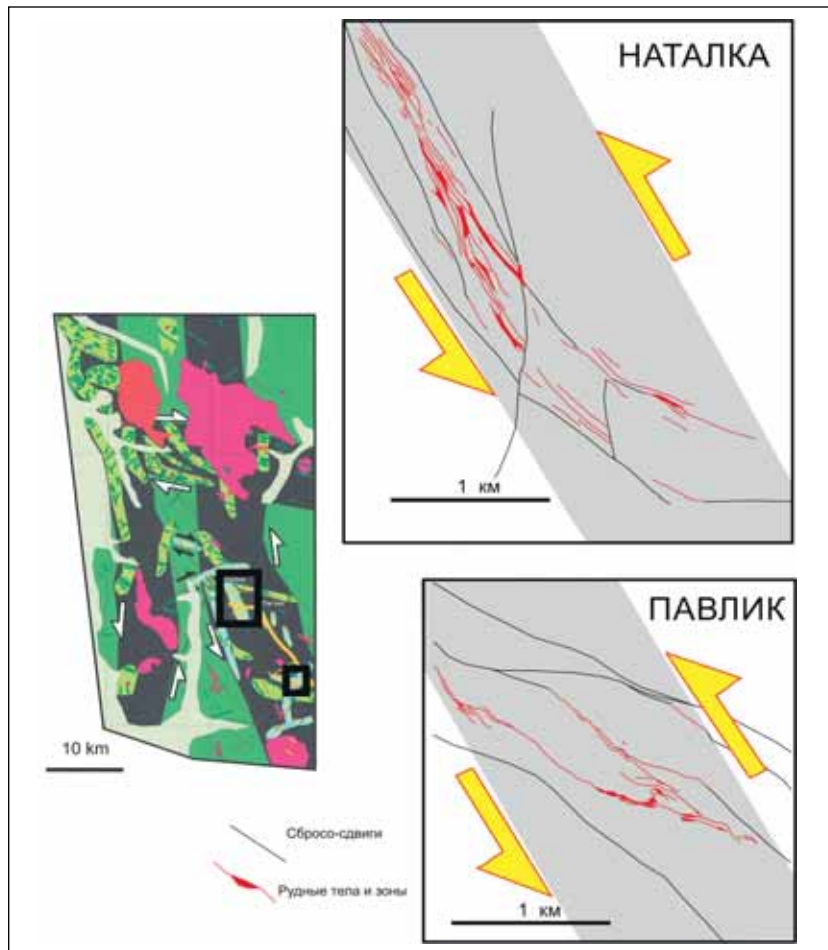 НАТАЛКА
1 км
10 km
ПАВЛИК
1 км
Сбросо-сдвиги
Рудные тела и зоны